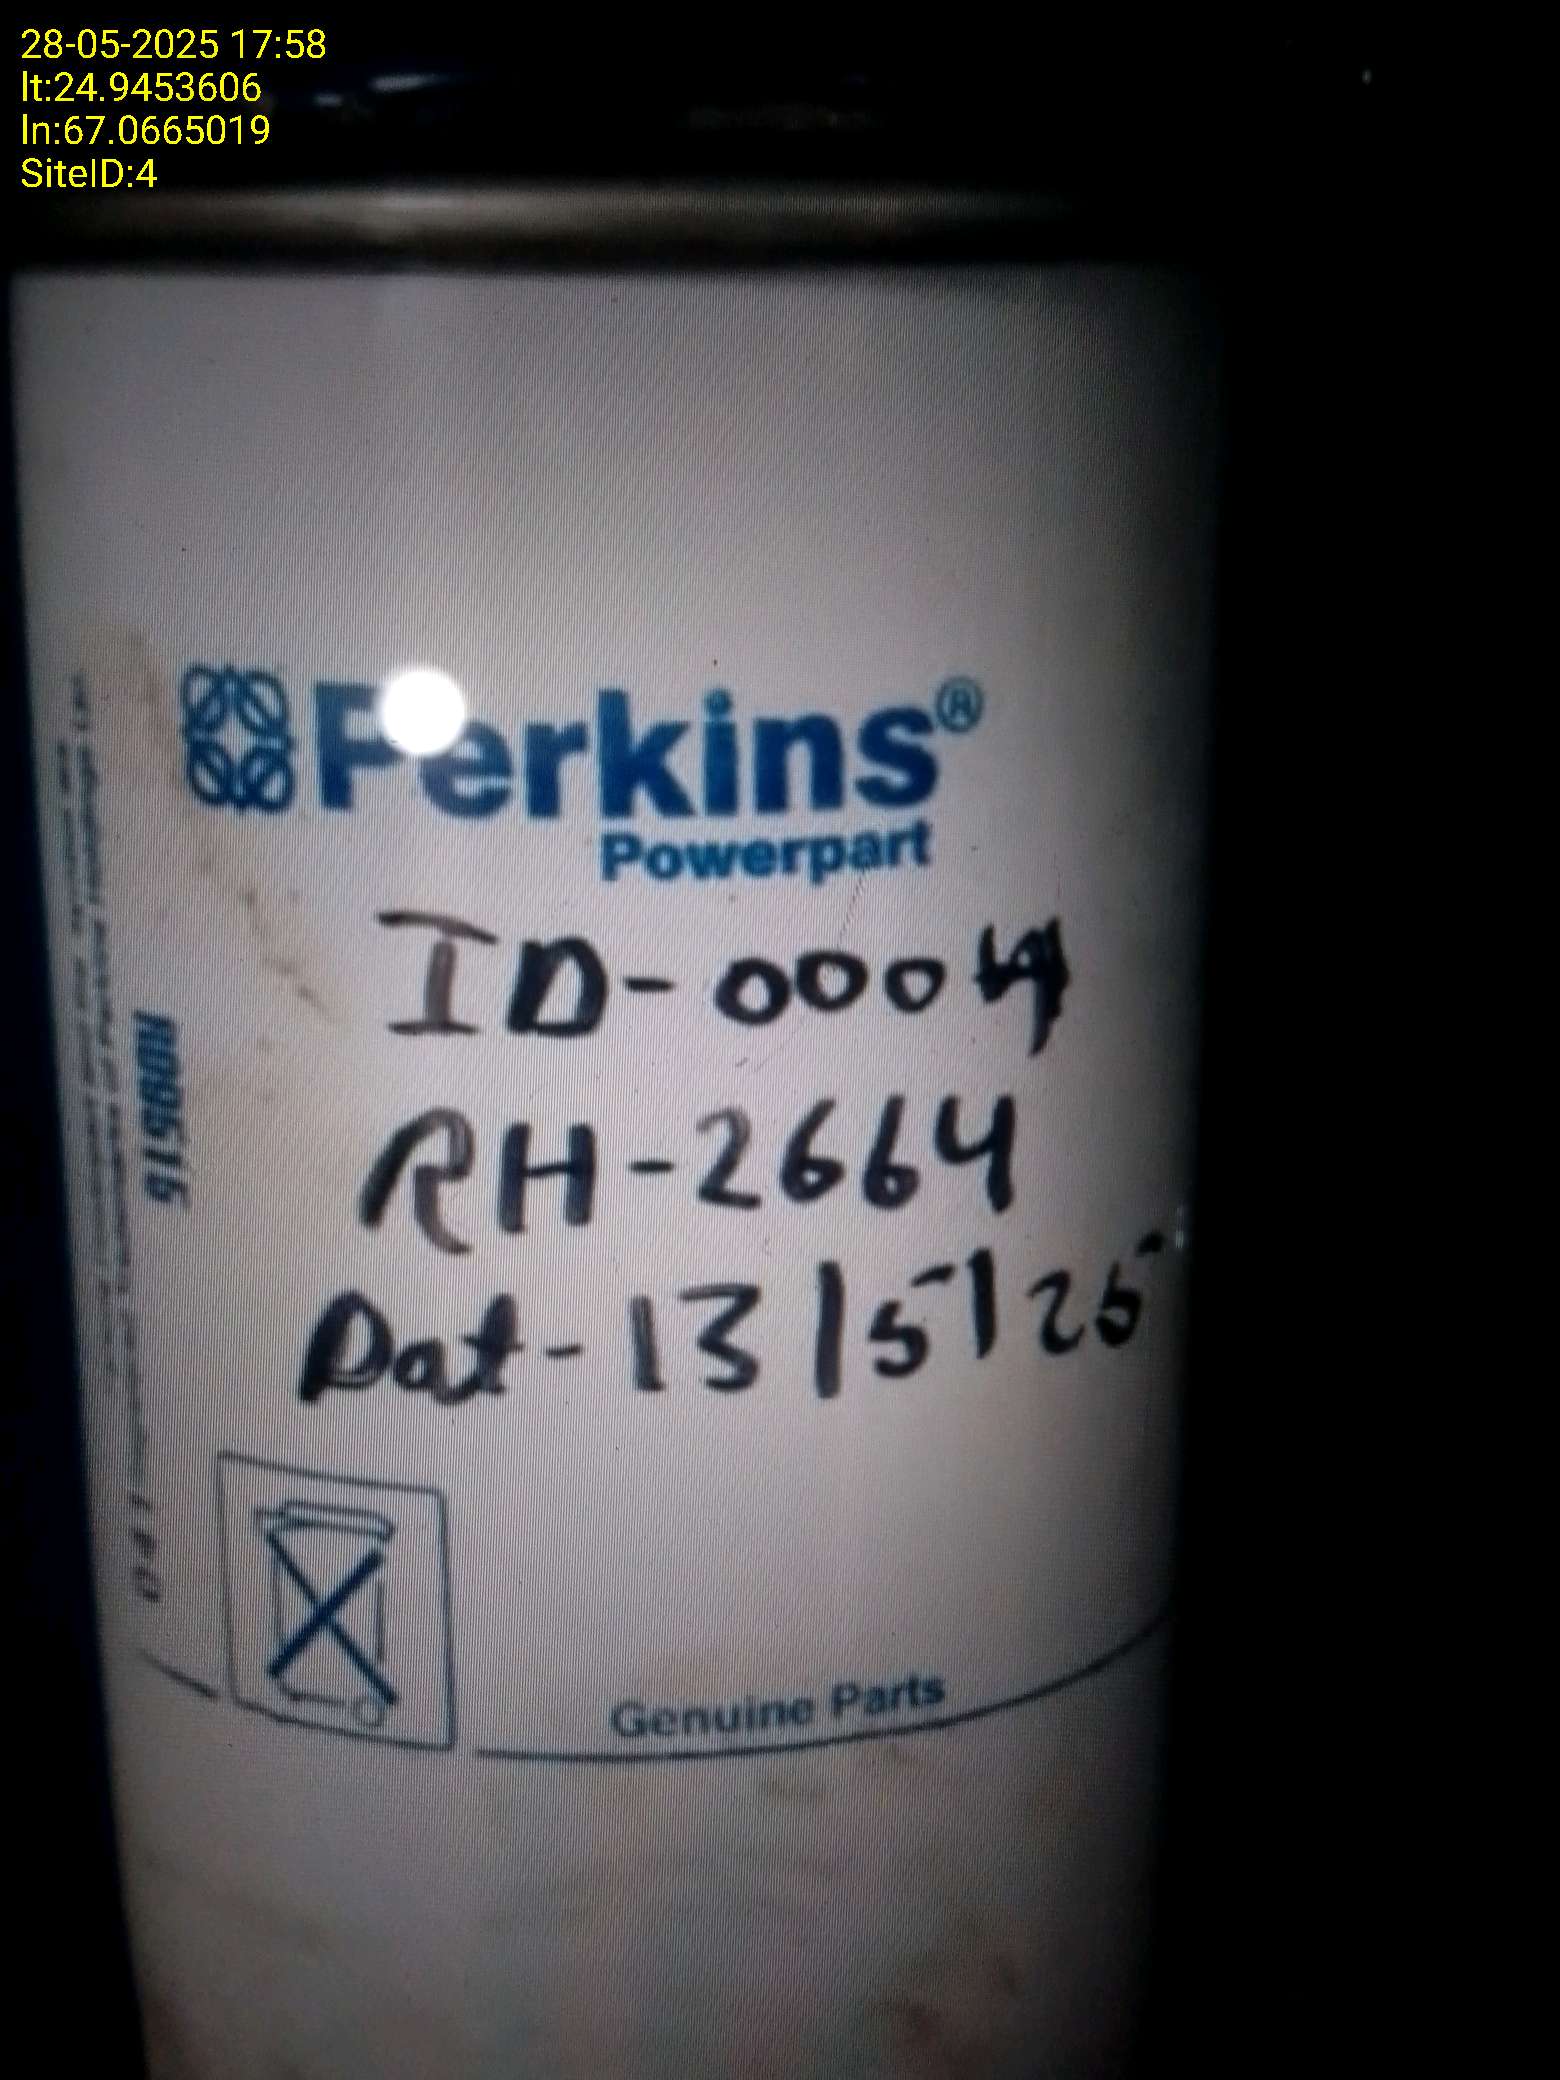 28-05-2025 17:58
lt:24.9453606
ln:67.0665019
SiteID:4
Perkins®
Powerpart
ID-0004
RH-2664
Dat-13/5/25
Genuine Parts